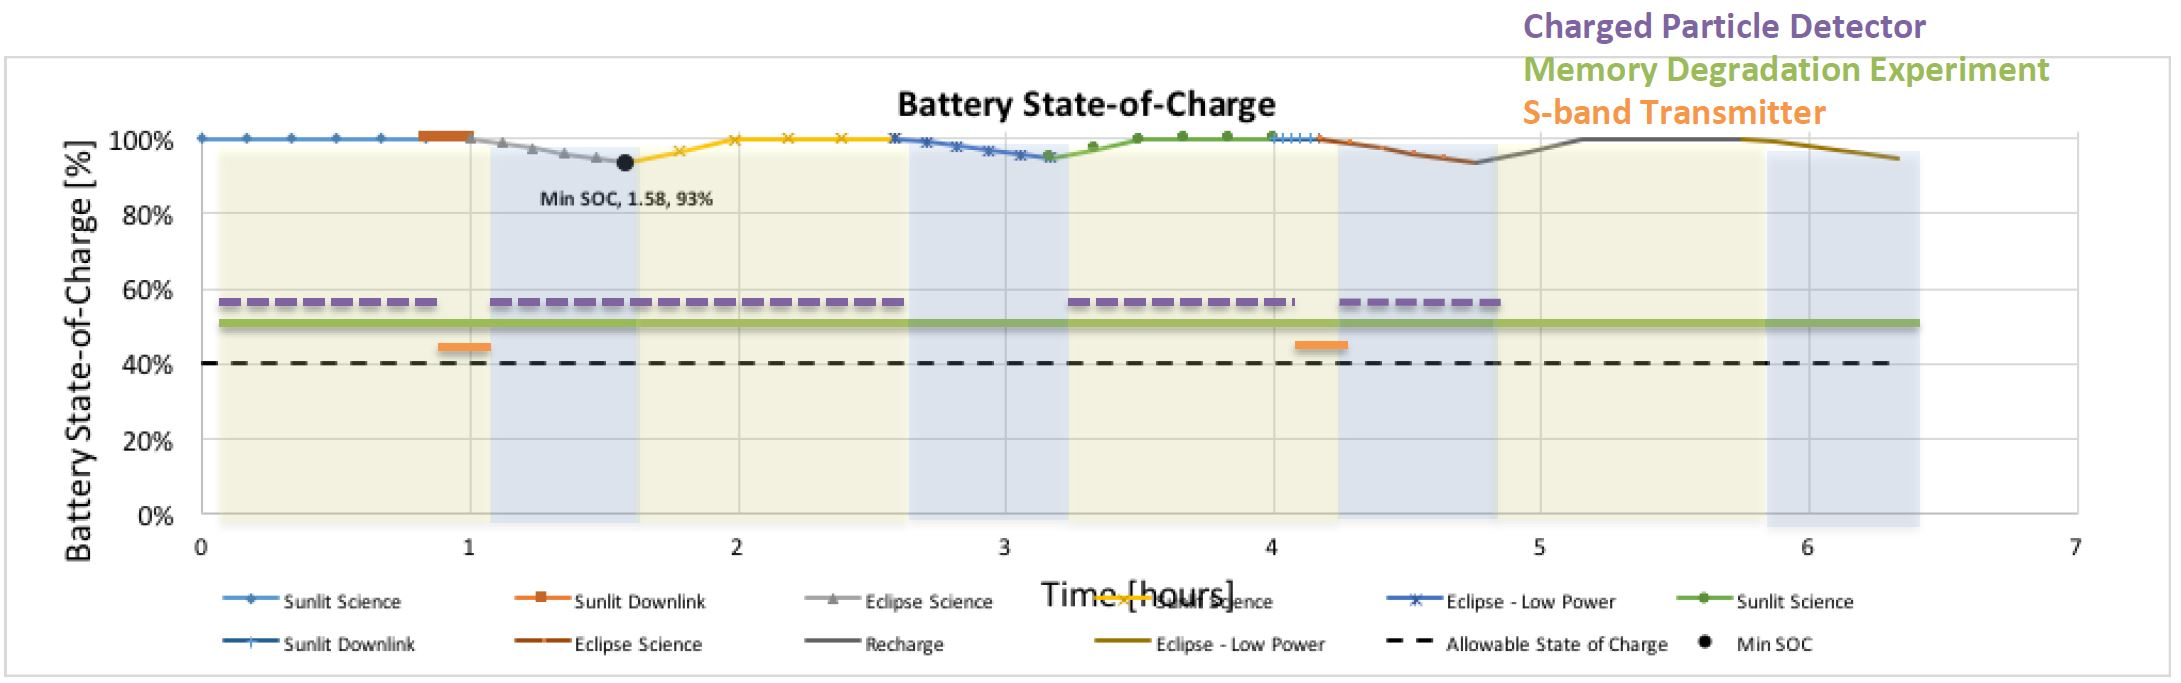 Charged Particle Detector
Memory Degradation Experiment
S-band Transmitter
Battery State-of-Charge
Battery State-of-Charge [%]
100%
80%
60%
40%
20%
0%
Min SOC, 1.58, 93%
0 1 2 3 4 5 6 7
Time [hours]
Sunlit Science Sunlit Downlink Eclipse Science Sunlit Science Eclipse - Low Power Sunlit Science
Sunlit Downlink Eclipse Science Recharge Eclipse - Low Power Allowable State of Charge Min SOC